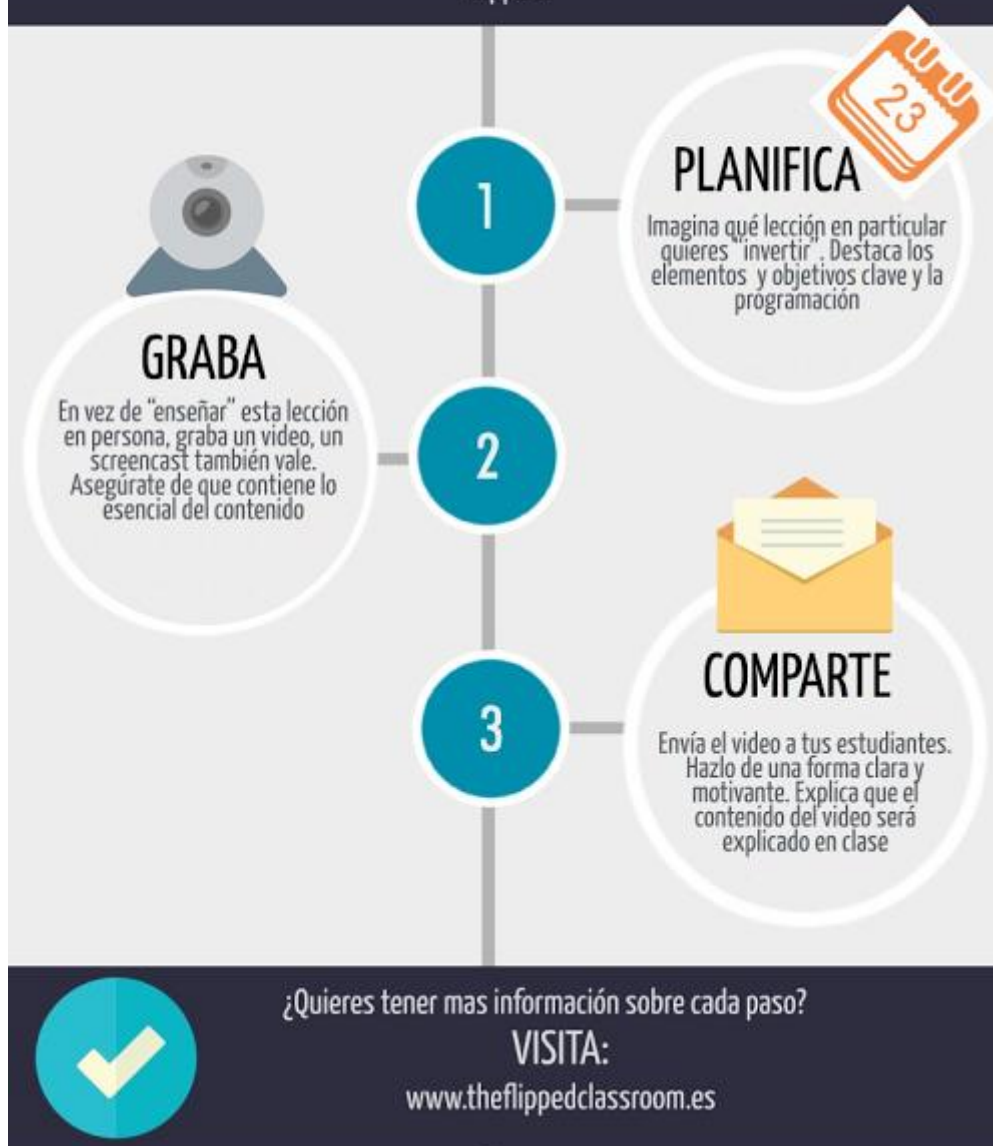 1
23
PLANIFICA
Imagina qué lección en particular
quieres "invertir" . Destaca los
elementos y objetivos clave y la
programación
GRABA
En vez de "enseñar" esta lección
en persona, graba un video, un
screencast también vale.
Asegúrate de que contiene lo
esencial del contenido
2
3
COMPARTE
Envía el video a tus estudiantes.
Hazlo de una forma clara y
motivante. Explica que el
contenido del video será
explicado en clase
¿Quieres tener mas información sobre cada paso?
VISITA:
www.theflippedclassroom.es